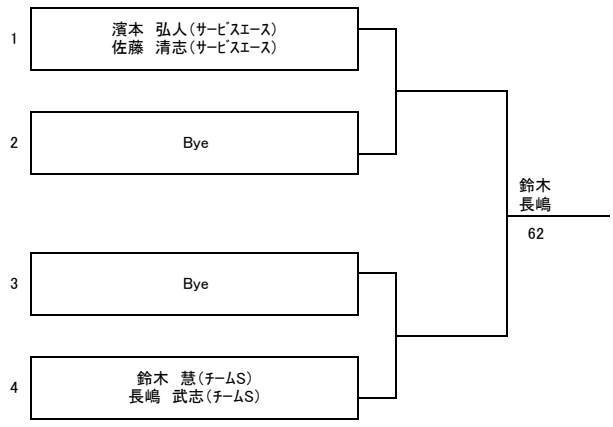 1
濱本　弘人(サービスエース)
佐藤　清志(サービスエース)
2
Bye
鈴木
長嶋
62
3
Bye
4
鈴木　慧(チームS)
長嶋　武志(チームS)